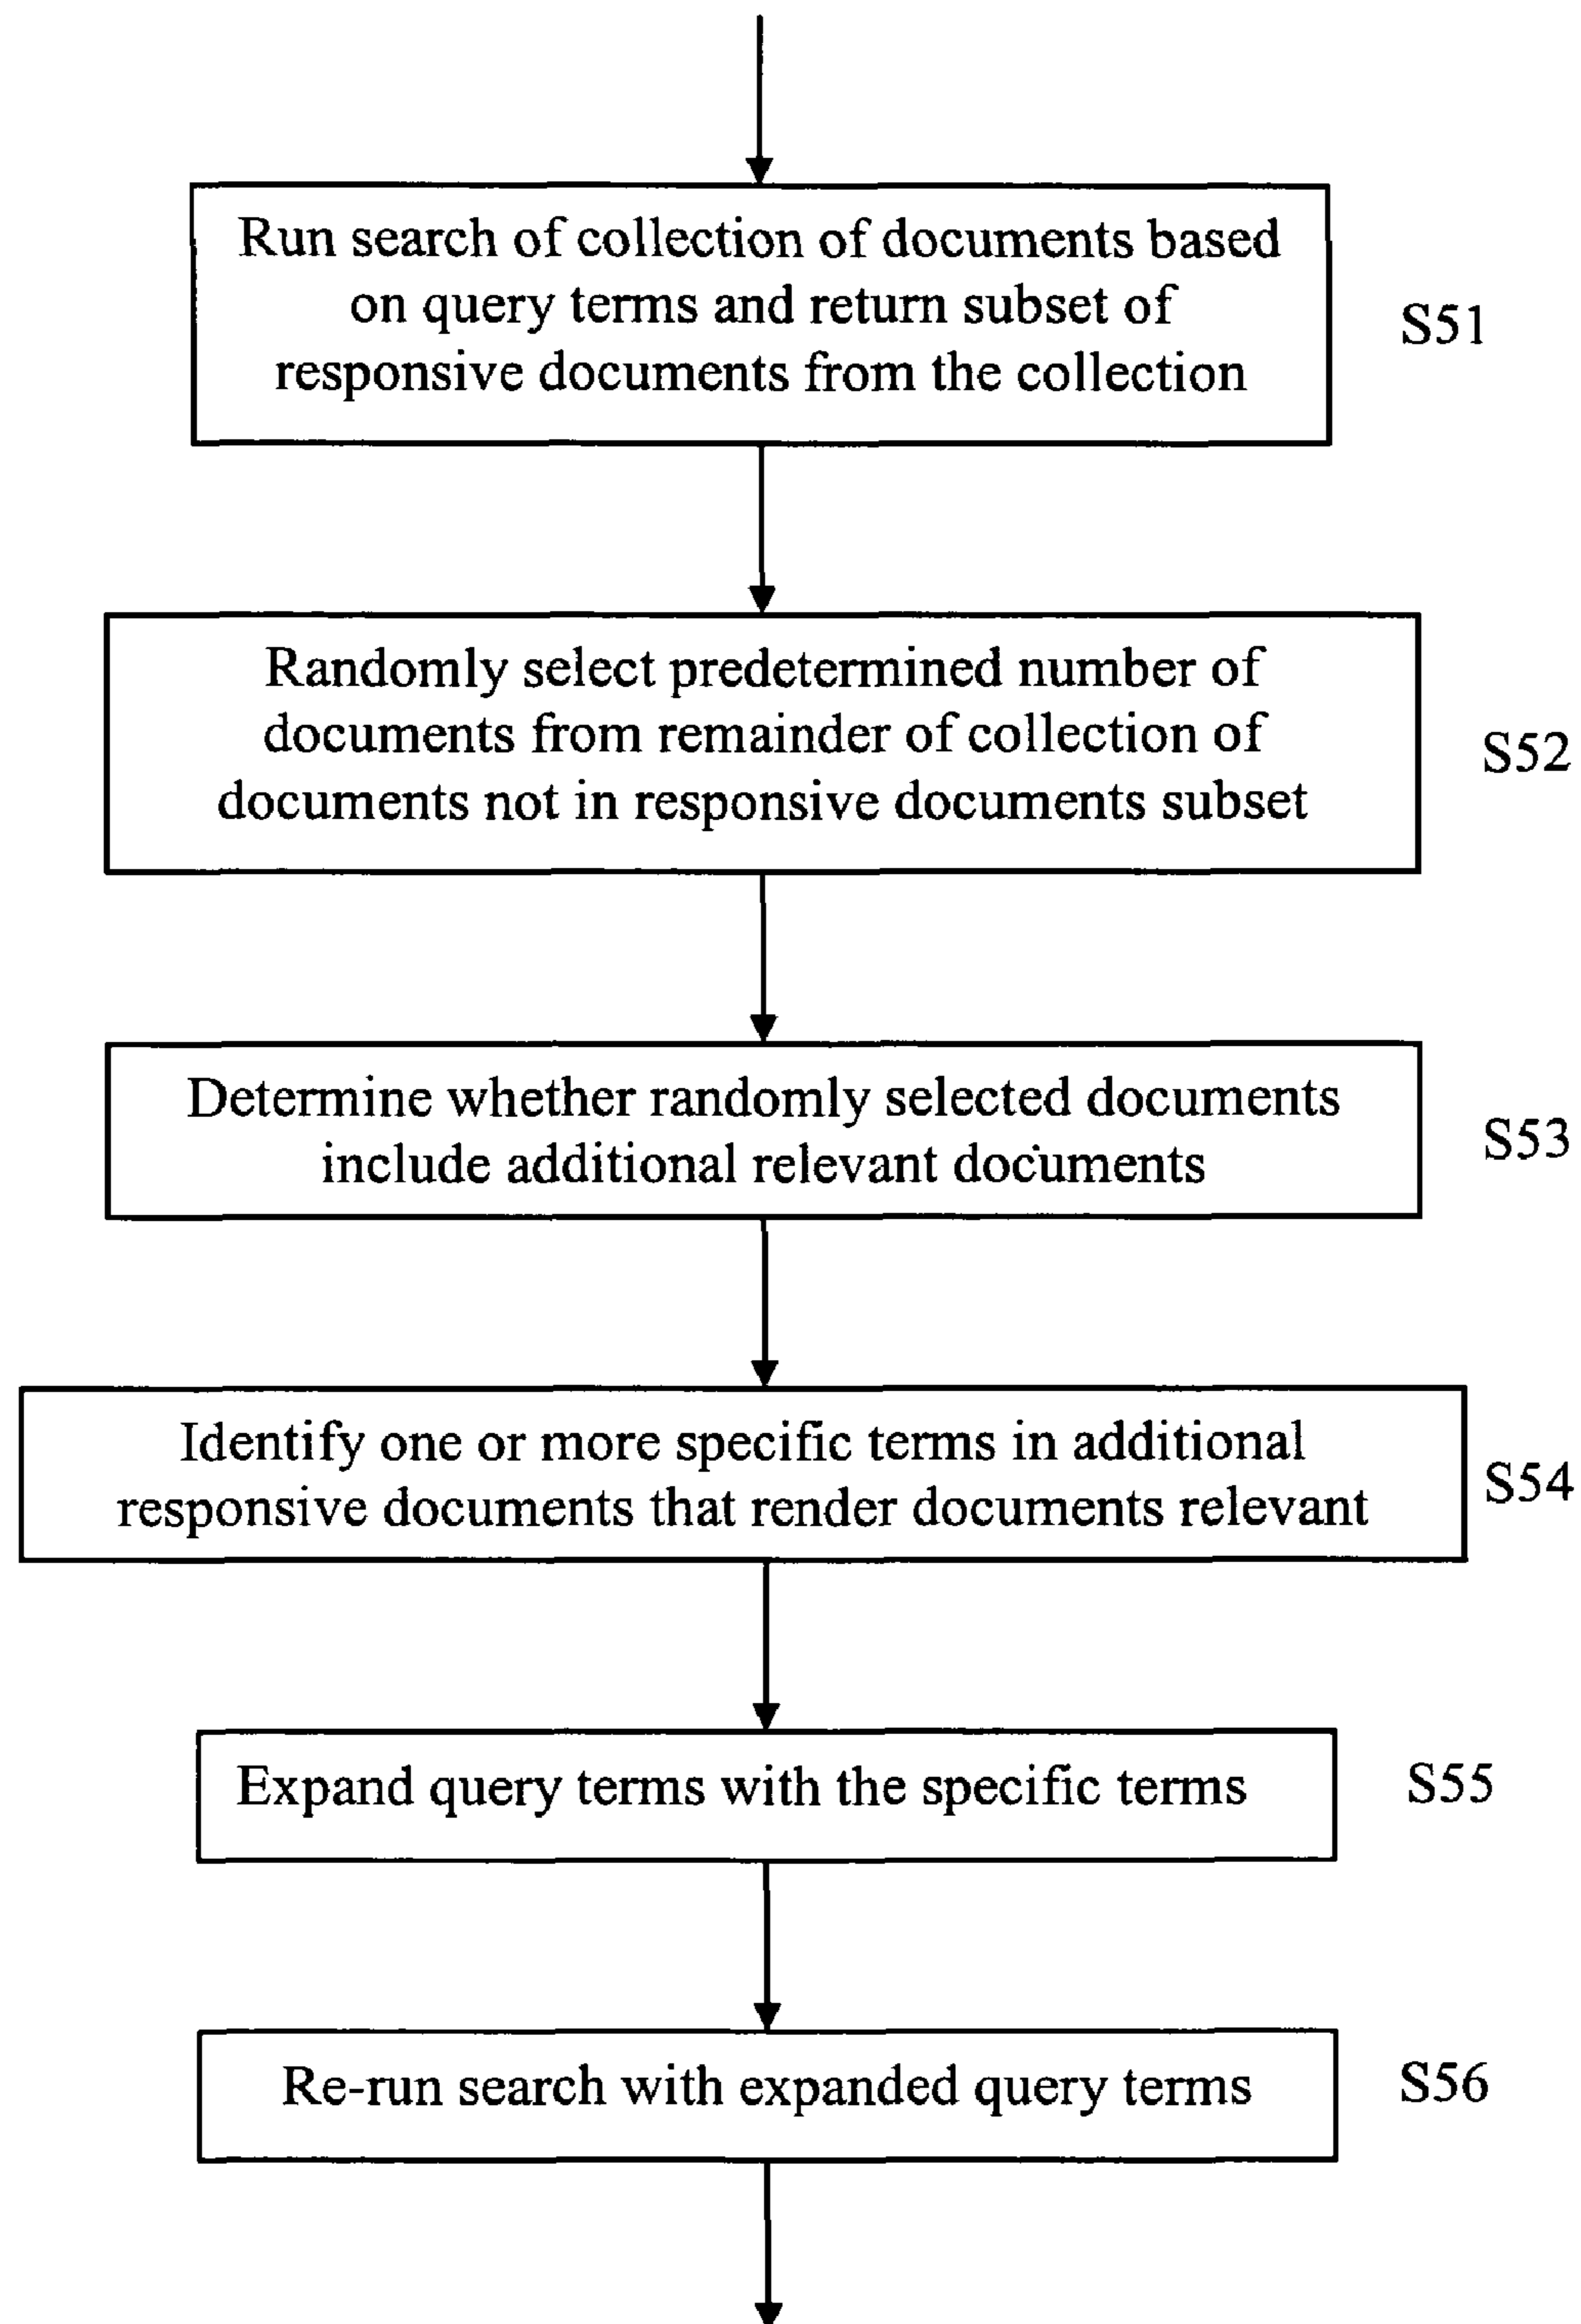 Run search of collection of documents based
on query terms and return subset of
responsive documents from the collection
S51
Randomly select predetermined number of
documents from remainder of collection of
documents not in responsive documents subset
S52
Determine whether randomly selected documents
include additional relevant documents
S53
Identify one or more specific terms in additional
responsive documents that render documents relevant
S54
Expand query terms with the specific terms
S55
Re-run search with expanded query terms
S56